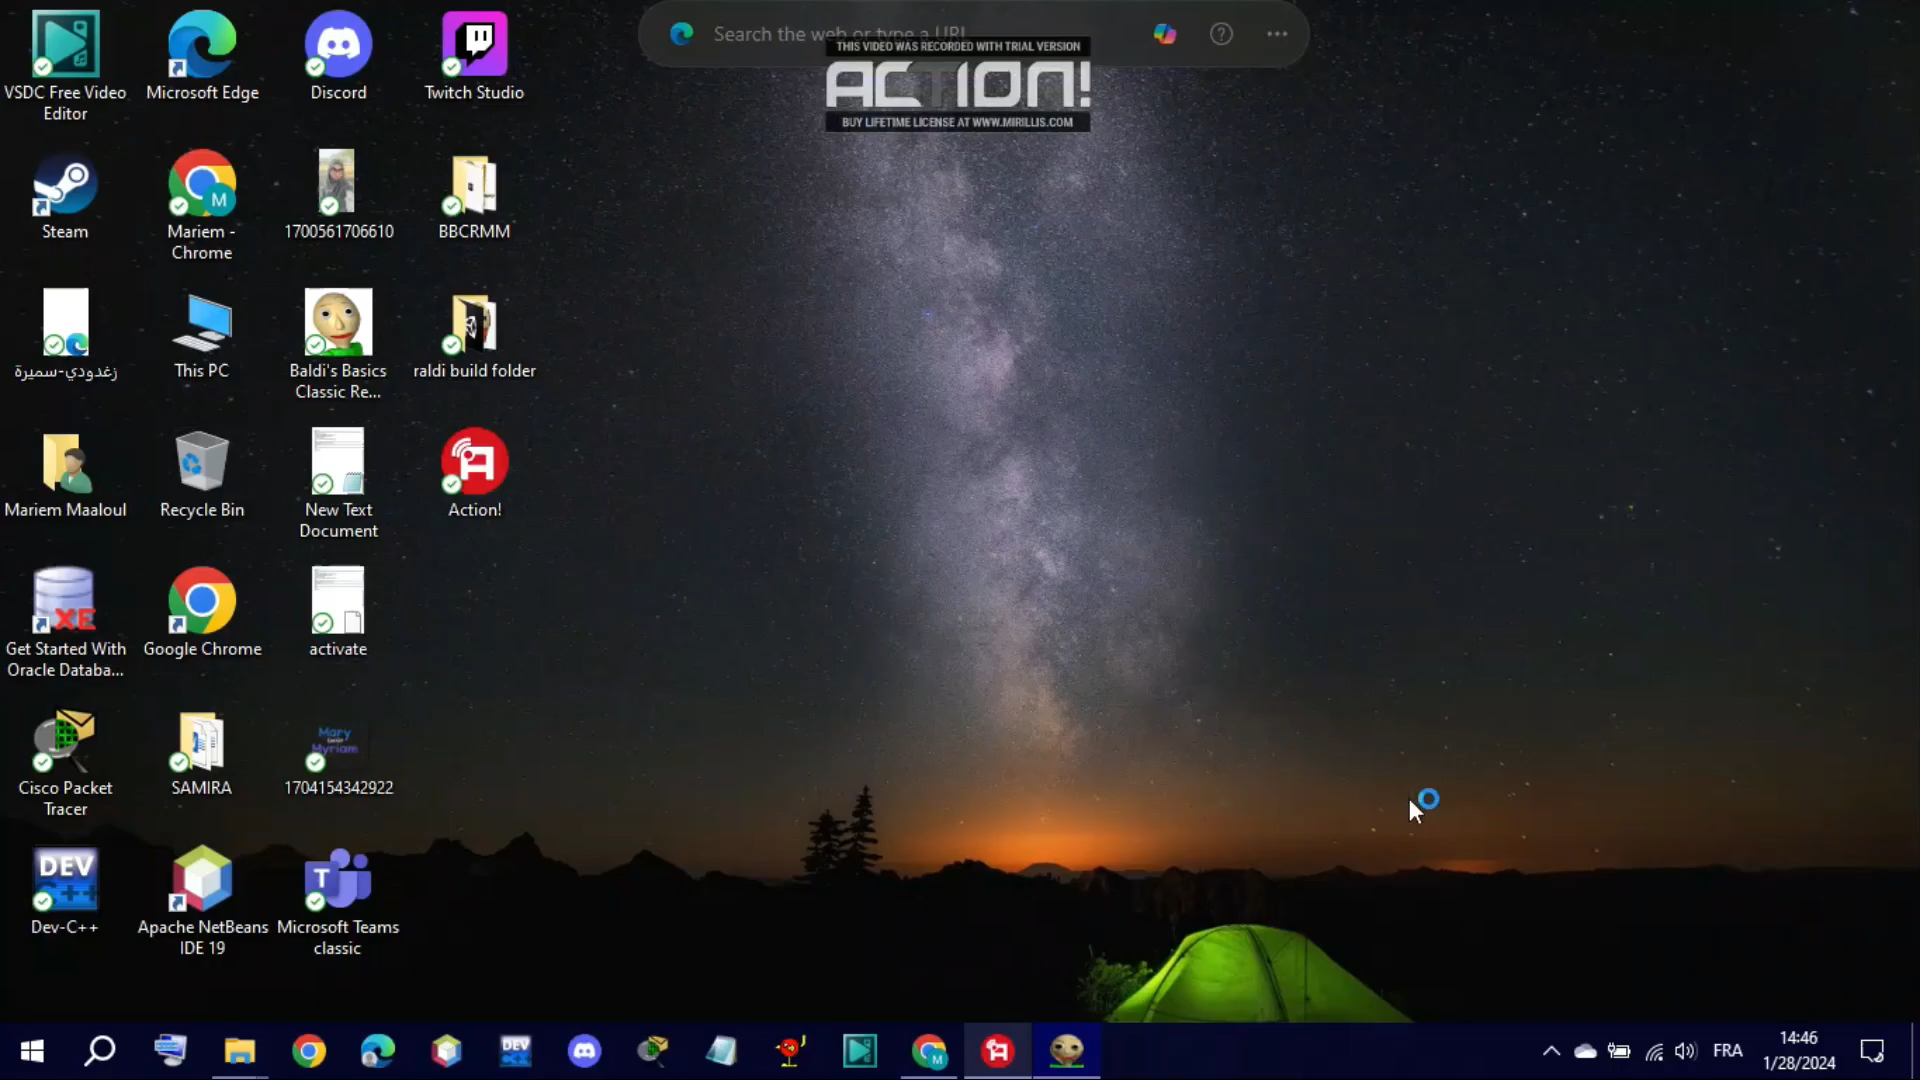 Search the web or type a URL
THIS VIDEO WAS RECORDED WITH TRIAL VERSION
ACTION!
BUY LIFETIME LICENSE AT WWW.MIRILLIS.COM
VSDC Free Video
Editor
Microsoft Edge
Discord
Twitch Studio
Steam
M
Mariem -
Chrome
1700561706610
BBCRMM
زغدودي-سميرة
This PC
Baldi's Basics
Classic Re...
raldi build folder
Mariem Maaloul
Recycle Bin
New Text
Document
Action!
XE
Get Started With
Oracle Databa...
Google Chrome
activate
Cisco Packet
Tracer
SAMIRA
Mary
Myriam
1704154342922
DEV
C++
Dev-C++
Apache NetBeans
IDE 19
T
Microsoft Teams
classic
DEV
M
FRA
14:46
1/28/2024